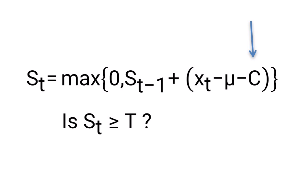 St=max{0,St−1+ (xt−μ−C)}
Is St ≥ T ?